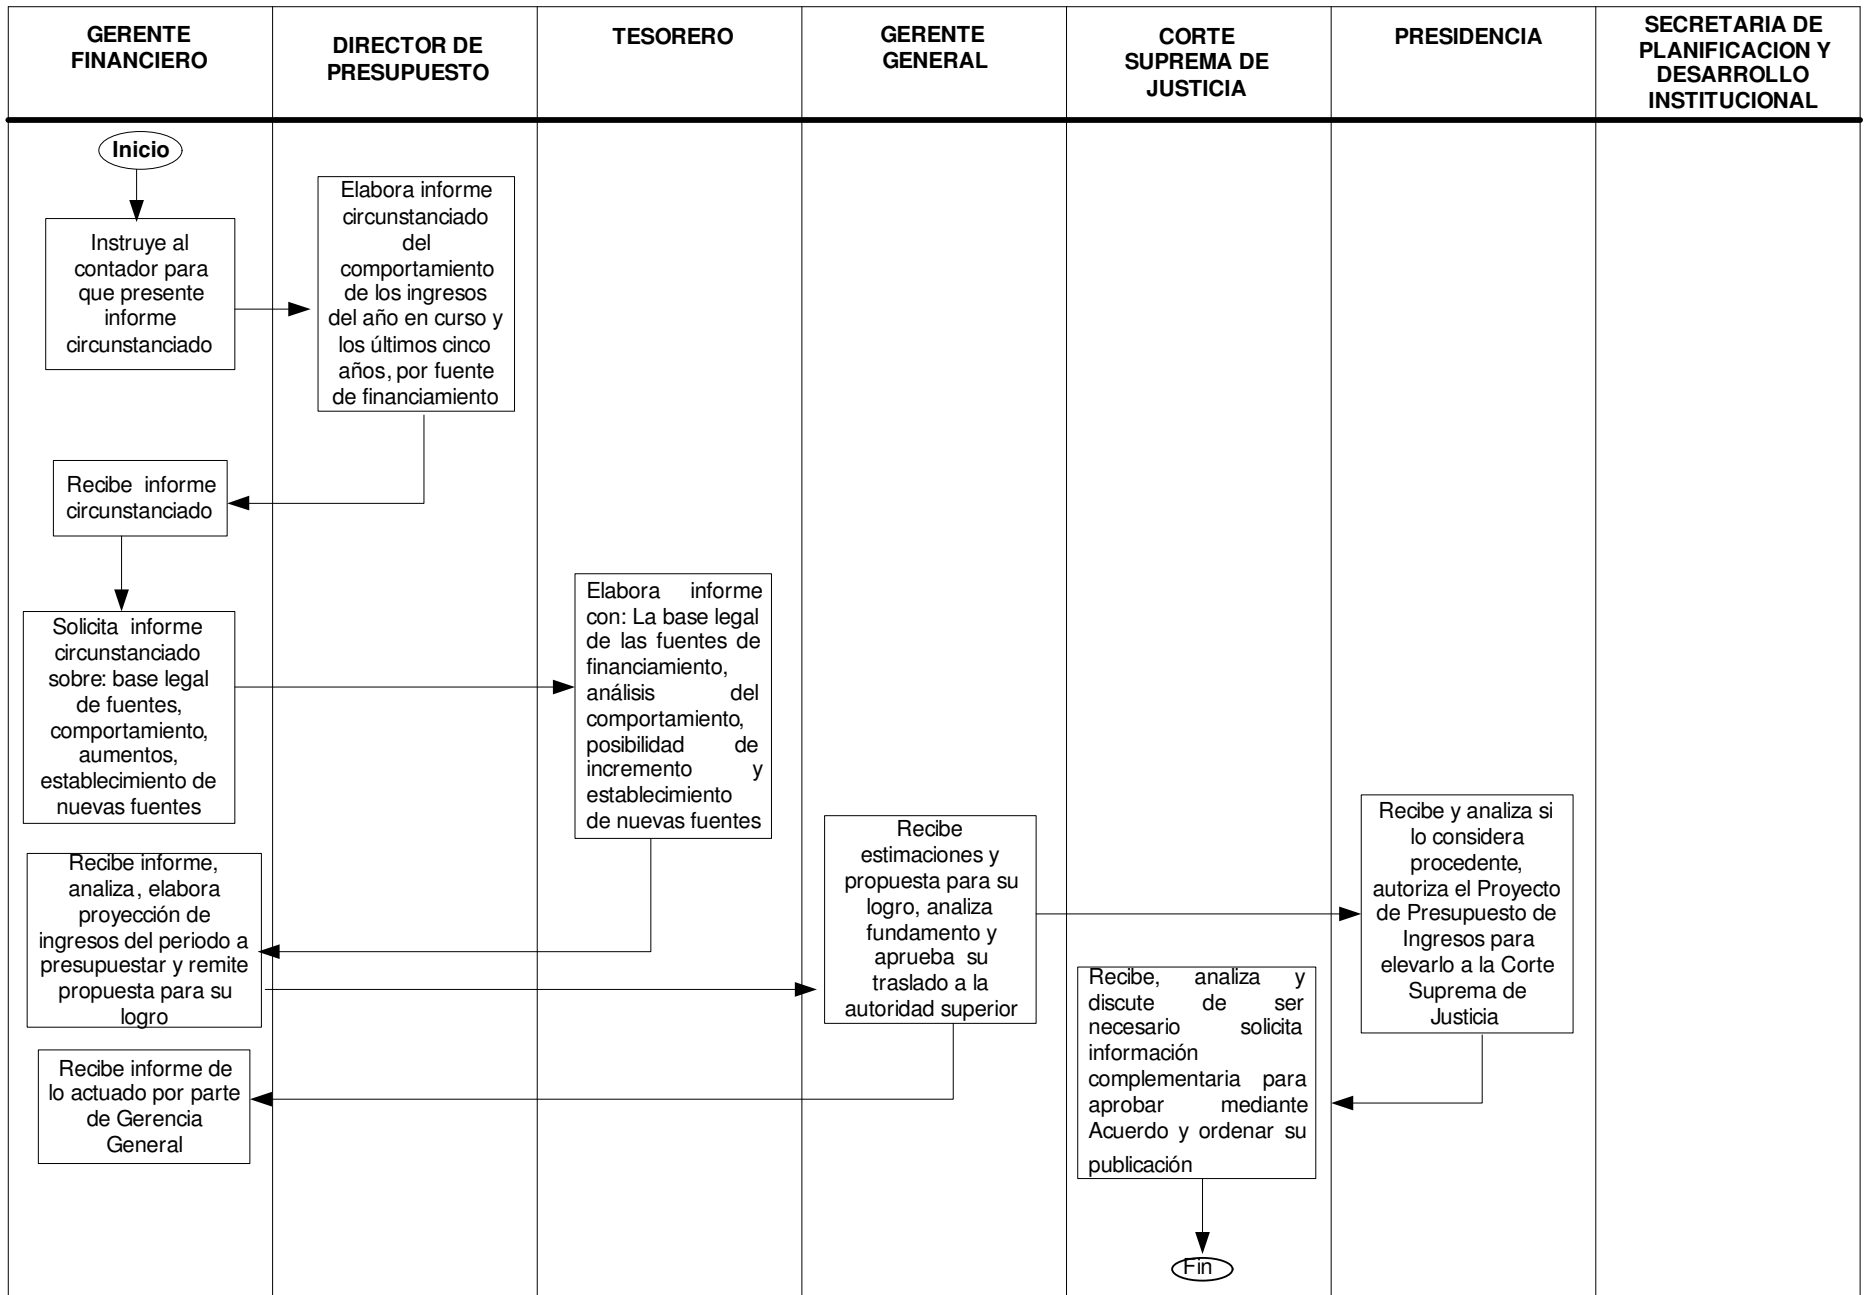 GERENTE
FINANCIERO
DIRECTOR DE
PRESUPUESTO
TESORERO
GERENTE
GENERAL
CORTE
SUPREMA DE
JUSTICIA
PRESIDENCIA
SECRETARIA DE
PLANIFICACION Y
DESARROLLO
INSTITUCIONAL
Inicio
Instruye al
contador para
que presente
informe
circunstanciado
Elabora informe
circunstanciado
del
comportamiento
de los ingresos
del año en curso y
los últimos cinco
años, por fuente
de financiamiento
Recibe informe
circunstanciado
Solicita informe
circunstanciado
sobre: base legal
de fuentes,
comportamiento,
aumentos,
establecimiento de
nuevas fuentes
Elabora informe
con: La base legal
de las fuentes de
financiamiento,
análisis del
comportamiento,
posibilidad de
incremento y
establecimiento
de nuevas fuentes
Recibe informe,
analiza, elabora
proyección de
ingresos del periodo a
presupuestar y remite
propuesta para su
logro
Recibe
estimaciones y
propuesta para su
logro, analiza
fundamento y
aprueba su
traslado a la
autoridad superior
Recibe y analiza si
lo considera
procedente,
autoriza el Proyecto
de Presupuesto de
Ingresos para
elevarlo a la Corte
Suprema de
Justicia
Recibe, analiza y
discute de ser
necesario solicita
información
complementaria para
aprobar mediante
Acuerdo y ordenar su
publicación
Recibe informe de
lo actuado por parte
de Gerencia
General
Fin